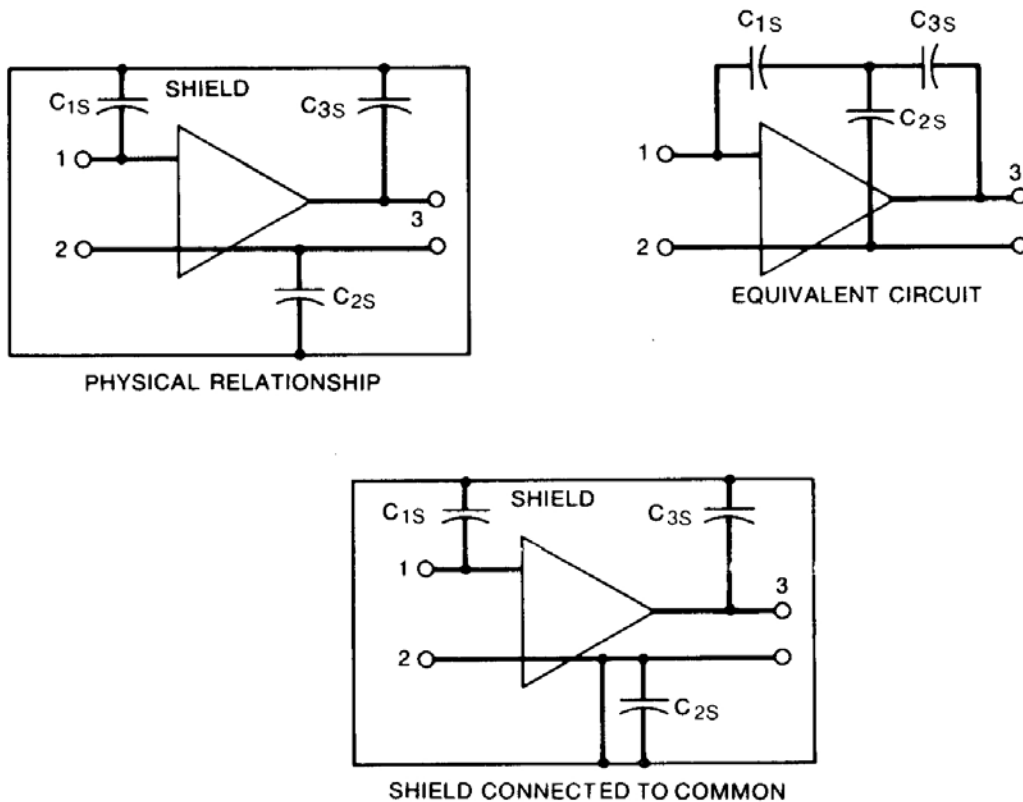 C1S
C3S
SHIELD
C1S
C3S
C2S
1
1
3
3
2
2
C2S
EQUIVALENT CIRCUIT
PHYSICAL RELATIONSHIP
SHIELD
C1S
C3S
1
3
2
C2S
SHIELD CONNECTED TO COMMON